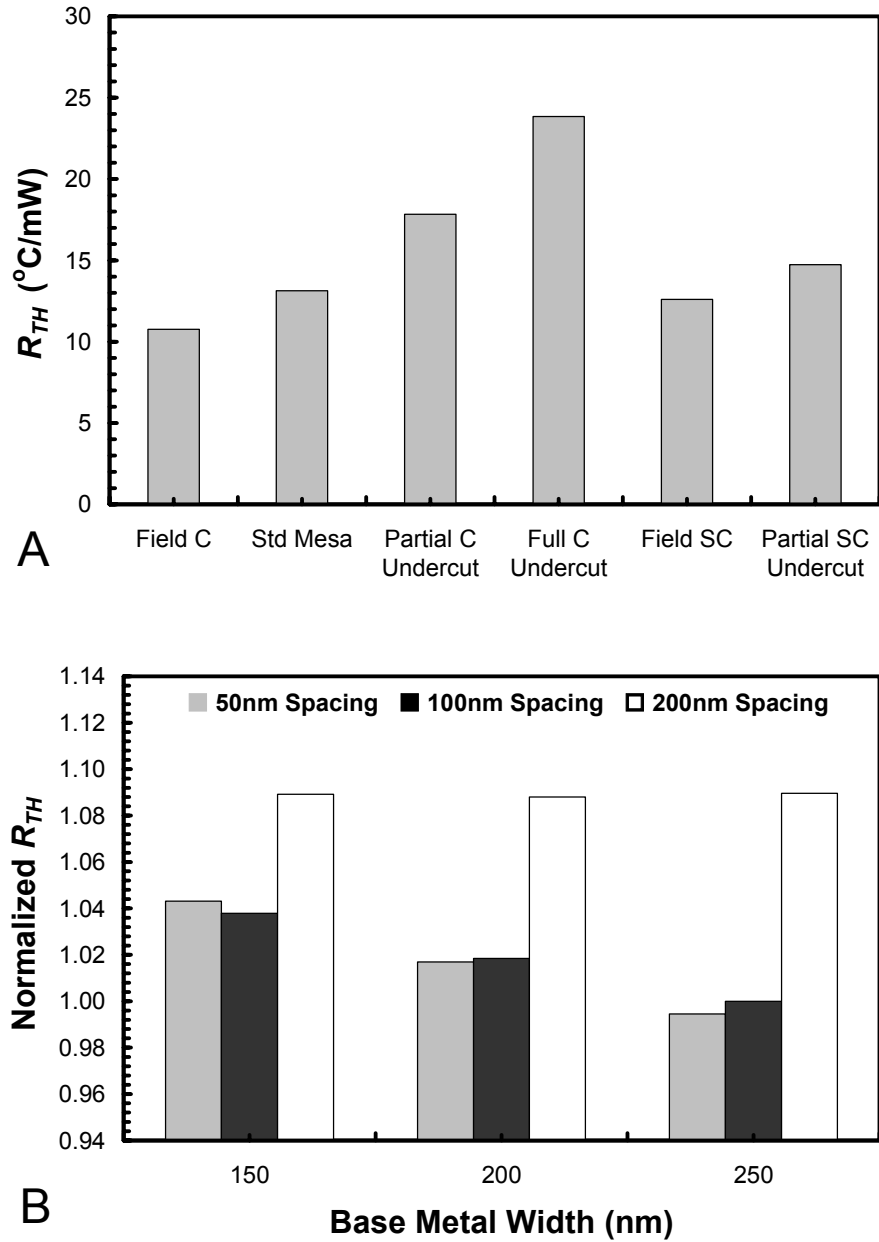 30
25
20
15
10
5
0
R_TH (°C/mW)
Field C Std Mesa Partial C Undercut Full C Undercut Field SC Partial SC Undercut
A
1.14
1.12
1.10
1.08
1.06
1.04
1.02
1.00
0.98
0.96
0.94
Normalized R_TH
50nm Spacing 100nm Spacing 200nm Spacing
150 200 250
B
Base Metal Width (nm)